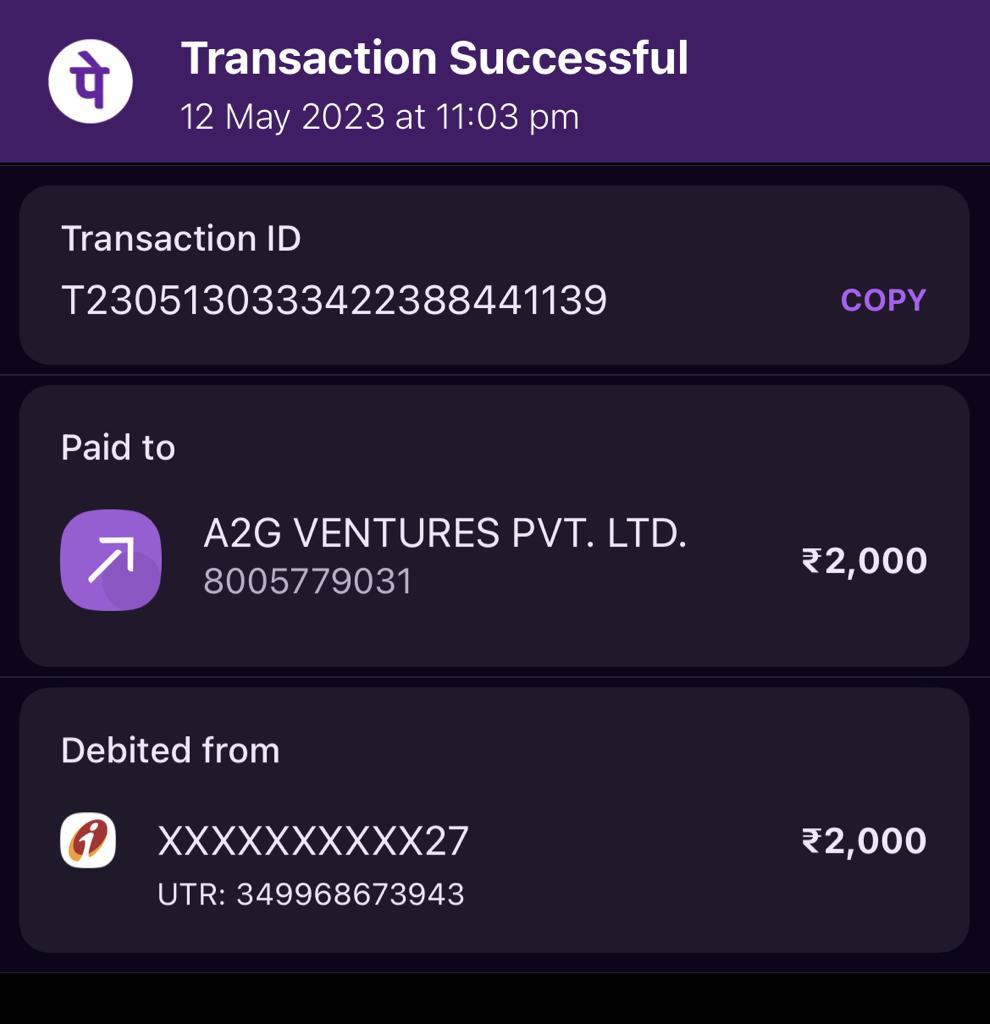 पे
Transaction Successful
12 May 2023 at 11:03 pm
Transaction ID
T2305130333422388441139
COPY
Paid to
A2G VENTURES PVT. LTD.
8005779031
₹2,000
Debited from
XXXXXXXXXX27
₹2,000
UTR: 349968673943